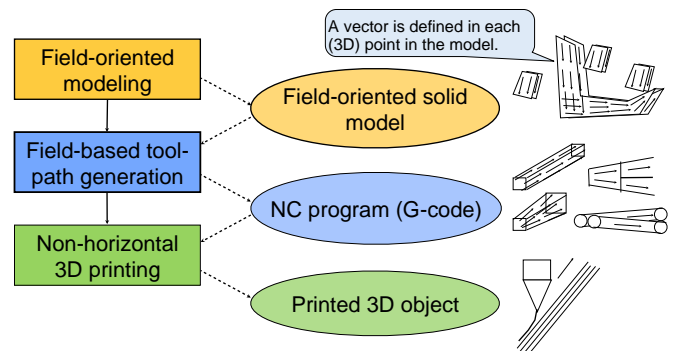 A vector is defined in each
(3D) point in the model.
Field-oriented
modeling
Field-oriented solid
model
Field-based tool-
path generation
NC program (G-code)
Non-horizontal
3D printing
Printed 3D object